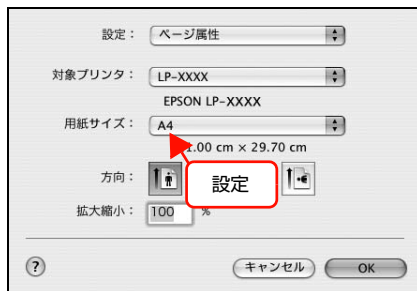 設定： ページ属性
対象プリンタ： LP-XXXX
EPSON LP-XXXX
用紙サイズ： A4
1.00 cm × 29.70 cm
方向：
設定
拡大縮小： 100 %
? キャンセル OK